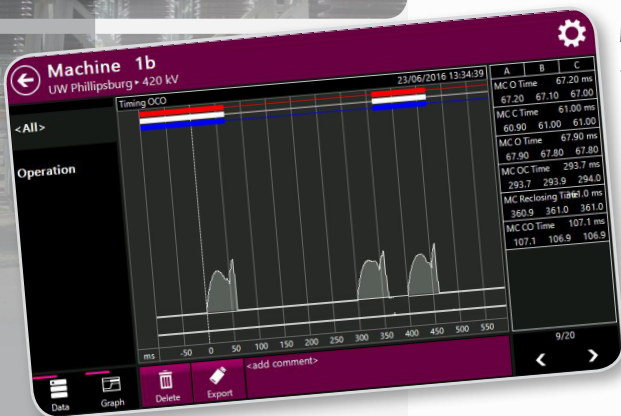 Machine 1b
UW Phillipsburg ▸ 420 kV
<All>
Operation
Timing OCO
23/06/2016 13:34:39
ms -50 0 50 100 150 200 250 300 350 400 450 500 550
A B C
MC O Time 67.20 ms
67.20 67.10 67.00
MC C Time 61.00 ms
60.90 61.00 61.00
MC O Time 67.90 ms
67.90 67.80 67.80
MC OC Time 293.7 ms
293.7 293.9 294.0
MC Reclosing Time 361.0 ms
360.9 361.0 361.0
MC CO Time 107.1 ms
107.1 106.9 106.9
9/20
Data
Graph
Delete
Export
<add comment>